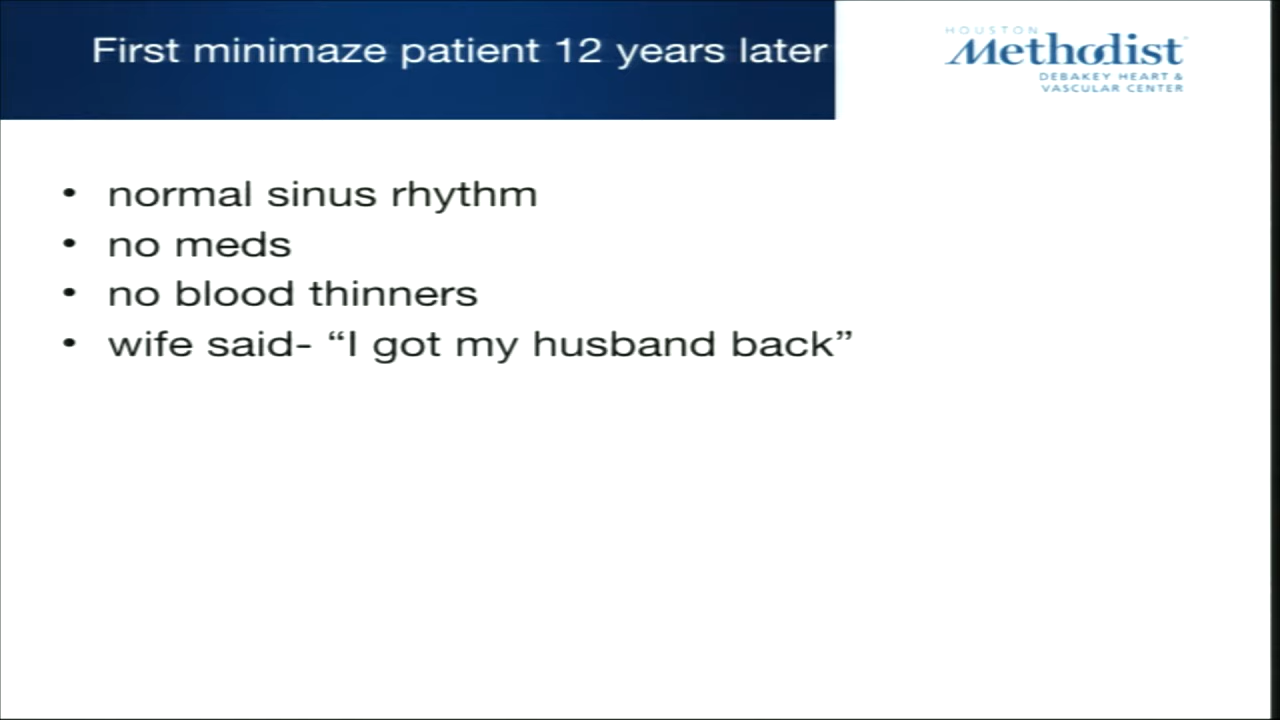 First minimaze patient 12 years later
HOUSTON
Methodist
DEBAKEY HEART &
VASCULAR CENTER
• normal sinus rhythm
• no meds
• no blood thinners
• wife said- “I got my husband back”